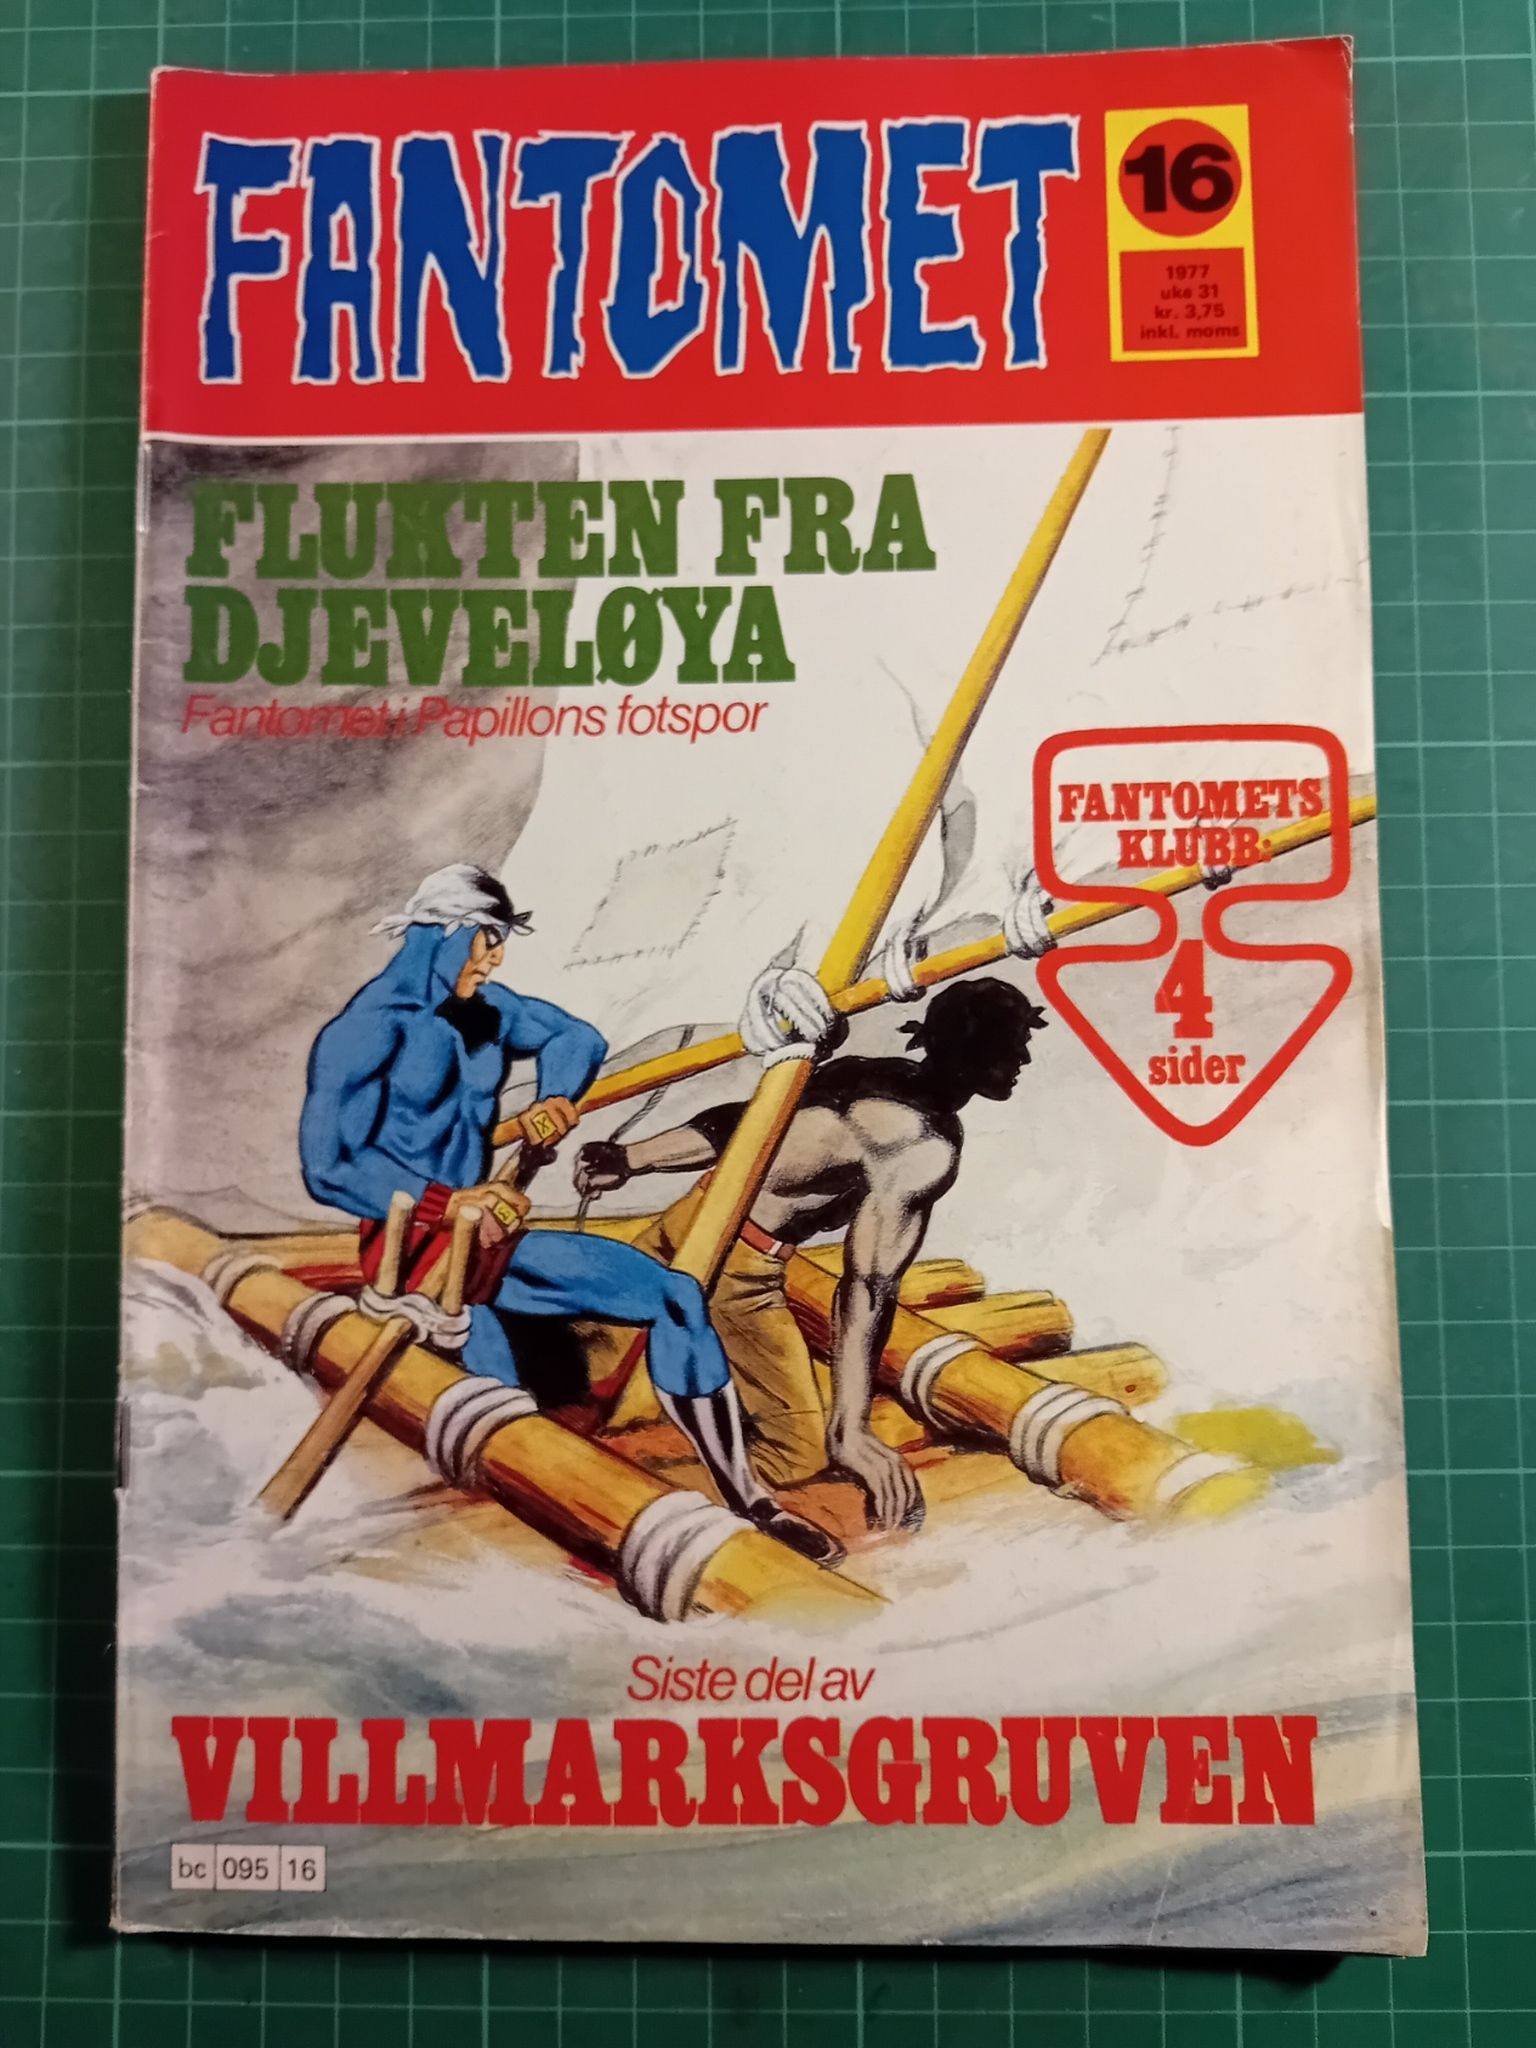 FANTOMET
16
1977
uke 31
kr. 3,75
inkl. moms
FLUKTEN FRA
DJEVELØYA
Fantomet i Papillons fotspor
FANTOMETS
KLUBB:
4
sider
Siste del av
VILLMARKSGRUVEN
bc 095 16